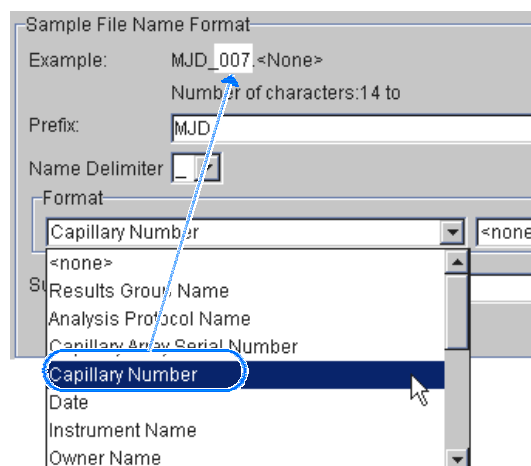 Sample File Name Format
Example: MJD_007.<None>
Number of characters:14 to
Prefix: MJD
Name Delimiter _
Format
Capillary Number <none
<none>
Results Group Name
Analysis Protocol Name
Capillary Array Serial Number
Capillary Number
Date
Instrument Name
Owner Name